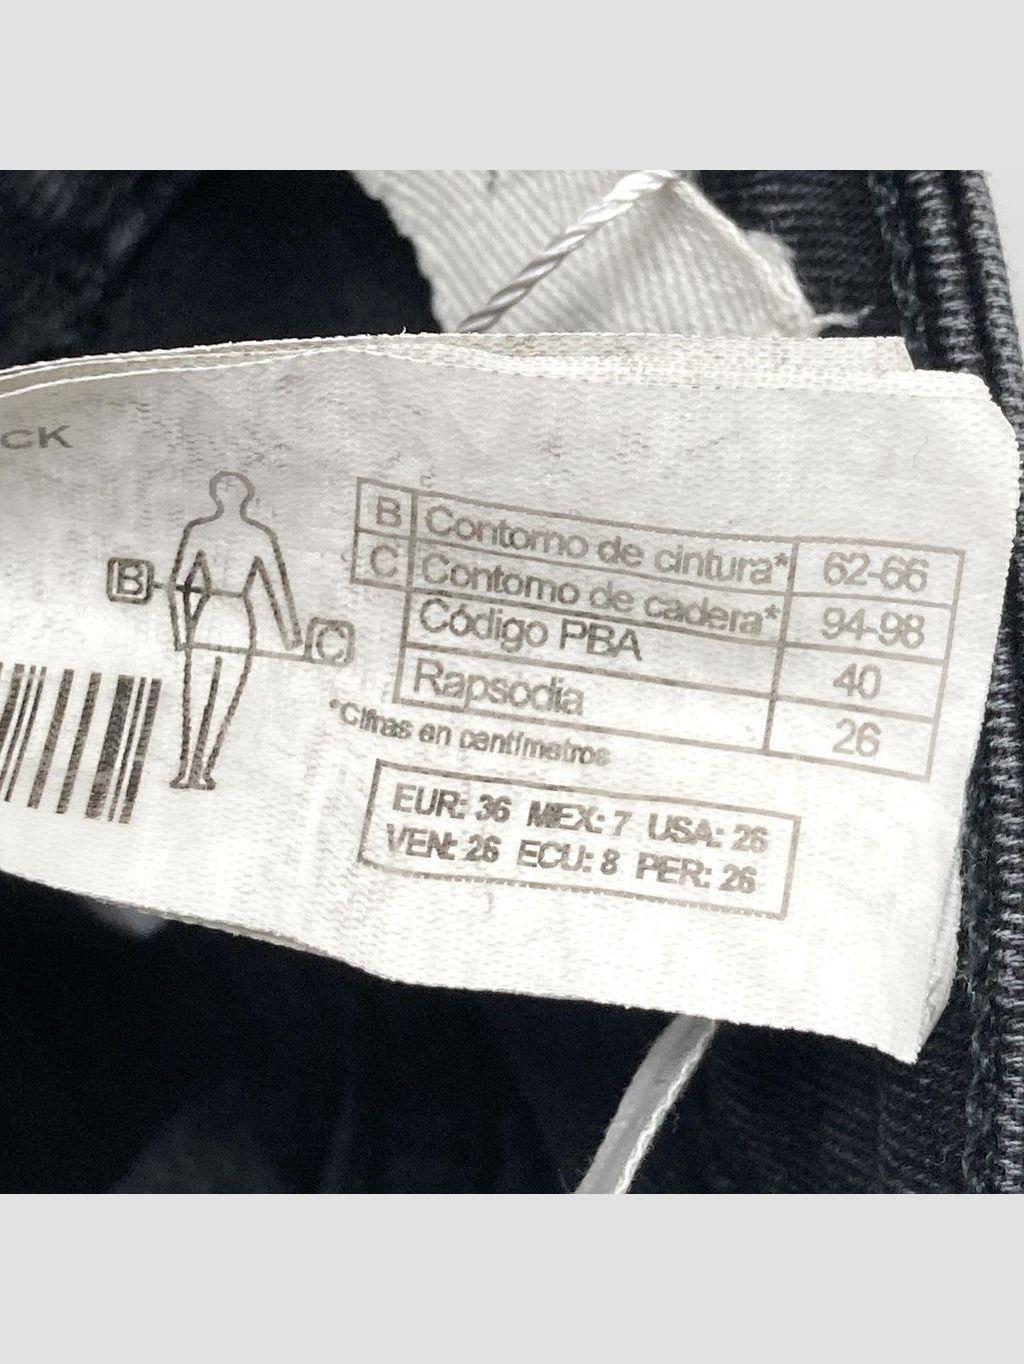 CK
B Contorno de cintura* 62-66
C Contorno de cadera* 94-98
Código PBA 40
Rapsodia 26
*Cifras en centímetros
B
C
EUR: 36 MEX: 7 USA: 26
VEN: 26 ECU: 8 PER: 26